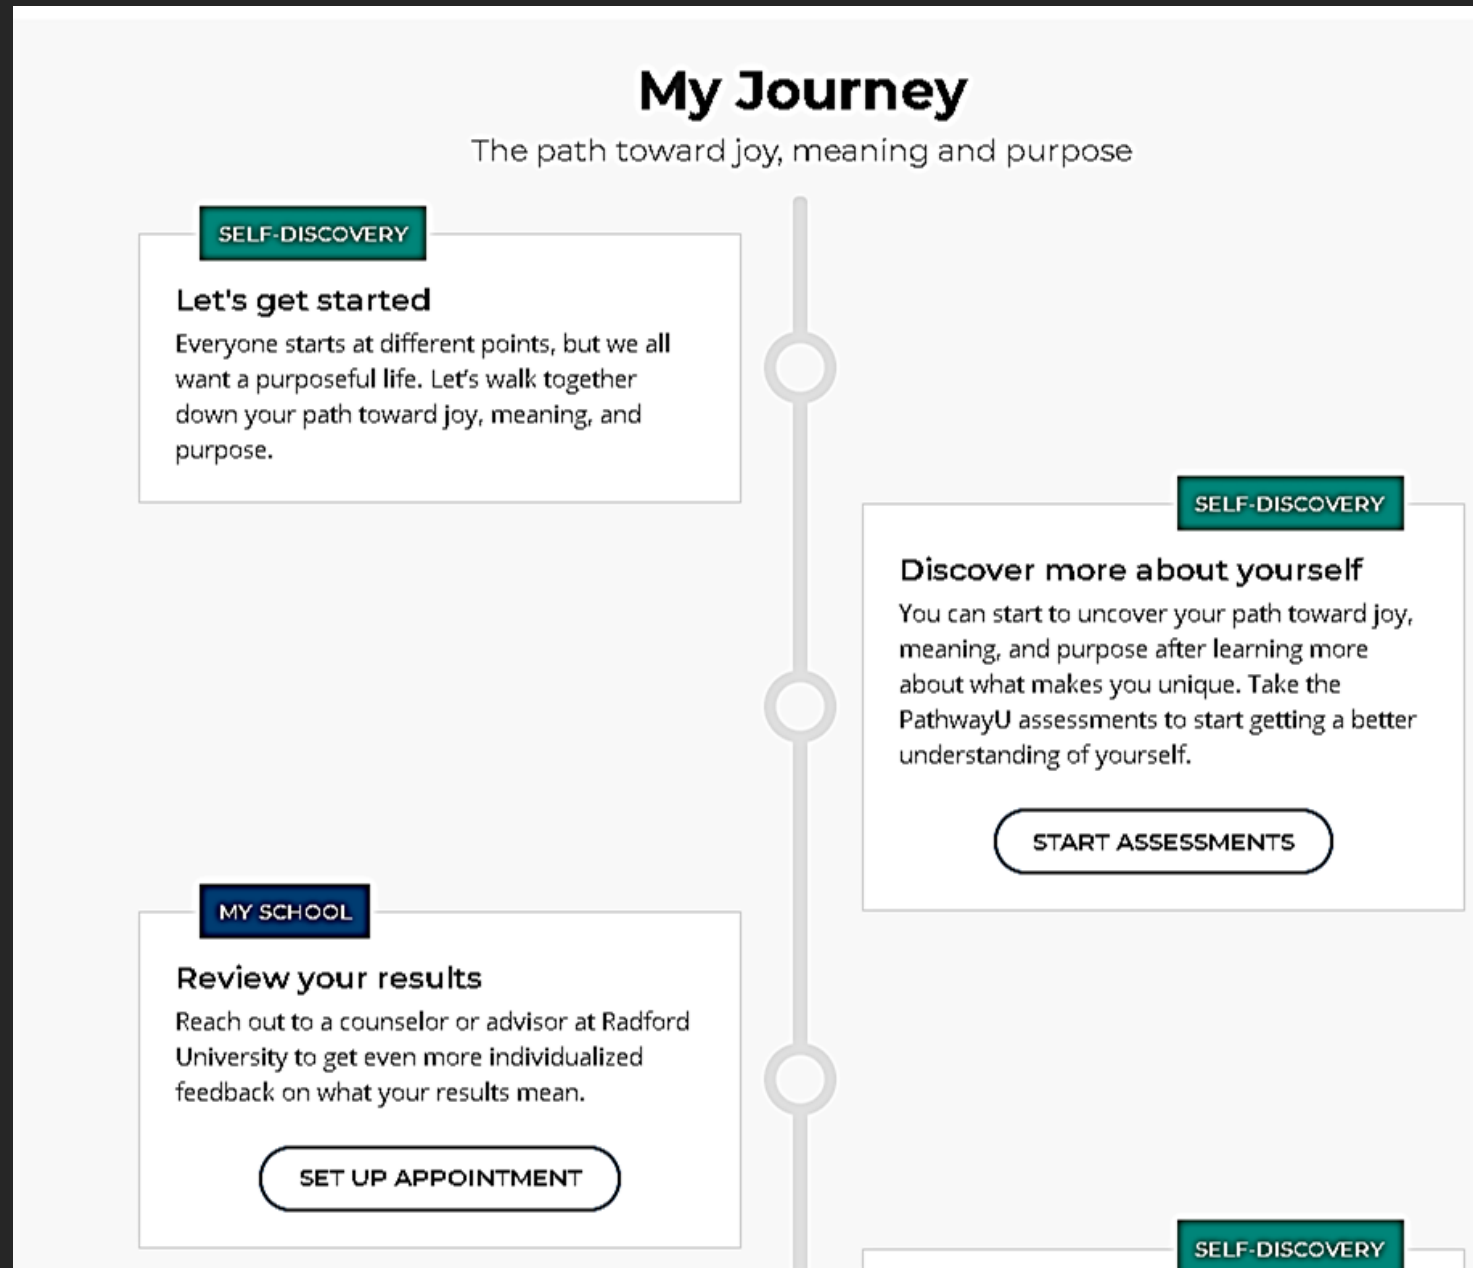 My Journey
The path toward joy, meaning and purpose
SELF-DISCOVERY
Let's get started
Everyone starts at different points, but we all
want a purposeful life. Let’s walk together
down your path toward joy, meaning, and
purpose.
SELF-DISCOVERY
Discover more about yourself
You can start to uncover your path toward joy,
meaning, and purpose after learning more
about what makes you unique. Take the
PathwayU assessments to start getting a better
understanding of yourself.
START ASSESSMENTS
MY SCHOOL
Review your results
Reach out to a counselor or advisor at Radford
University to get even more individualized
feedback on what your results mean.
SET UP APPOINTMENT
SELF-DISCOVERY